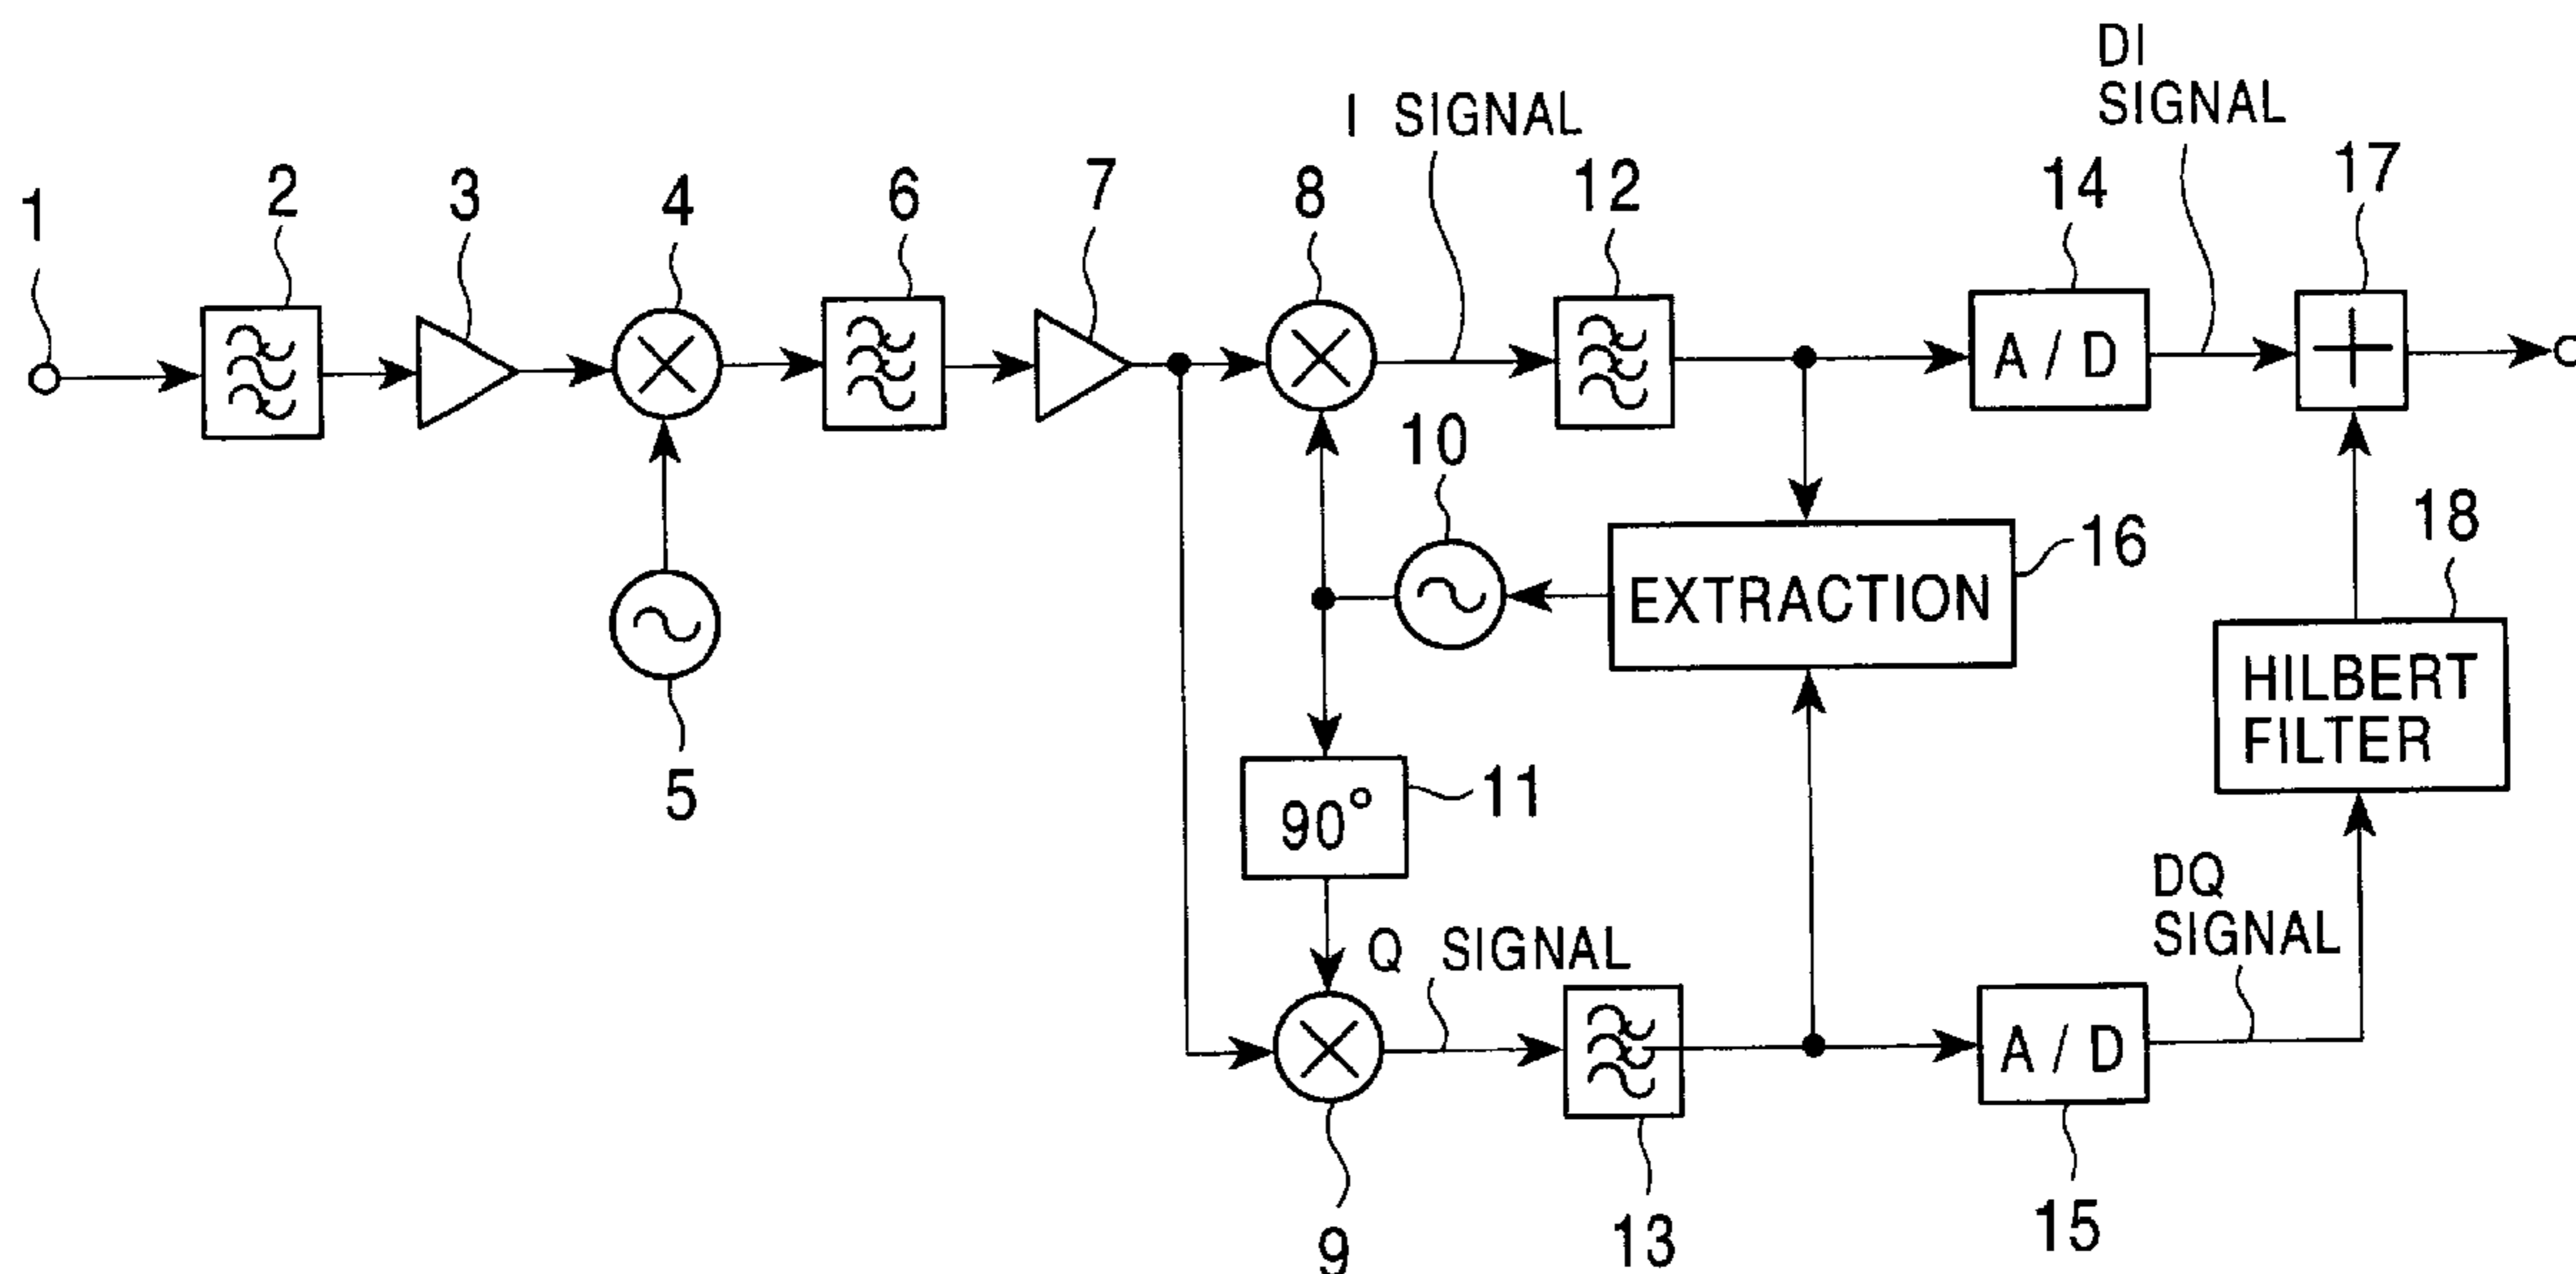 DI
SIGNAL
I SIGNAL
1
2
3
4
6
7
8
12
14
17
A / D
10
16
18
EXTRACTION
HILBERT
FILTER
5
11
90°
DQ
SIGNAL
Q SIGNAL
A / D
9
13
15